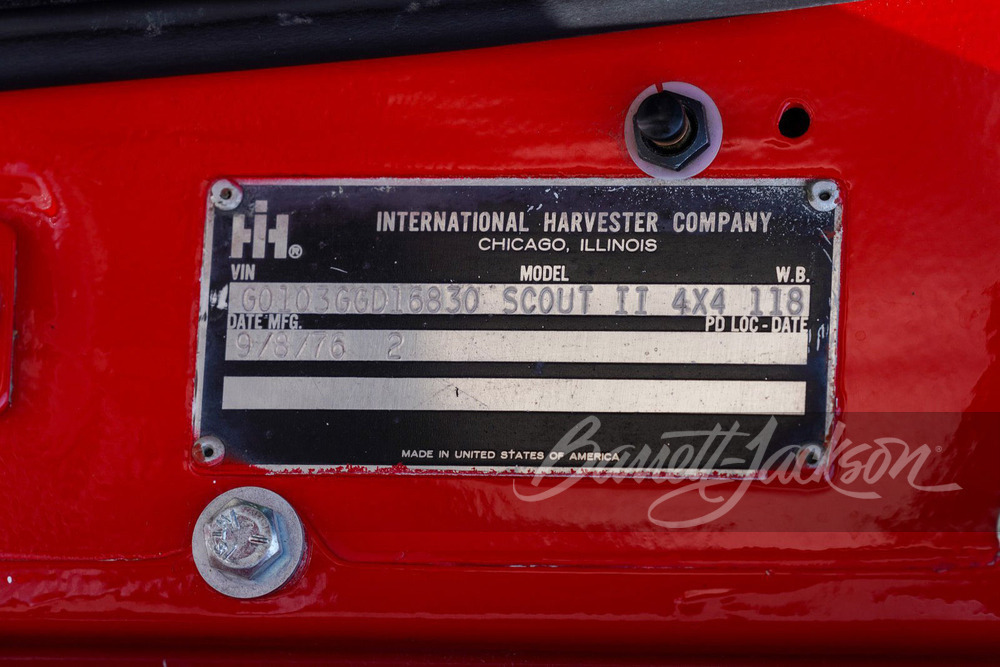 IH®
INTERNATIONAL HARVESTER COMPANY
CHICAGO, ILLINOIS
VIN MODEL W.B.
G0103GGD16830 SCOUT II 4X4 118
DATE MFG. PD LOC-DATE
9/8/76 2
MADE IN UNITED STATES OF AMERICA
Barrett-Jackson